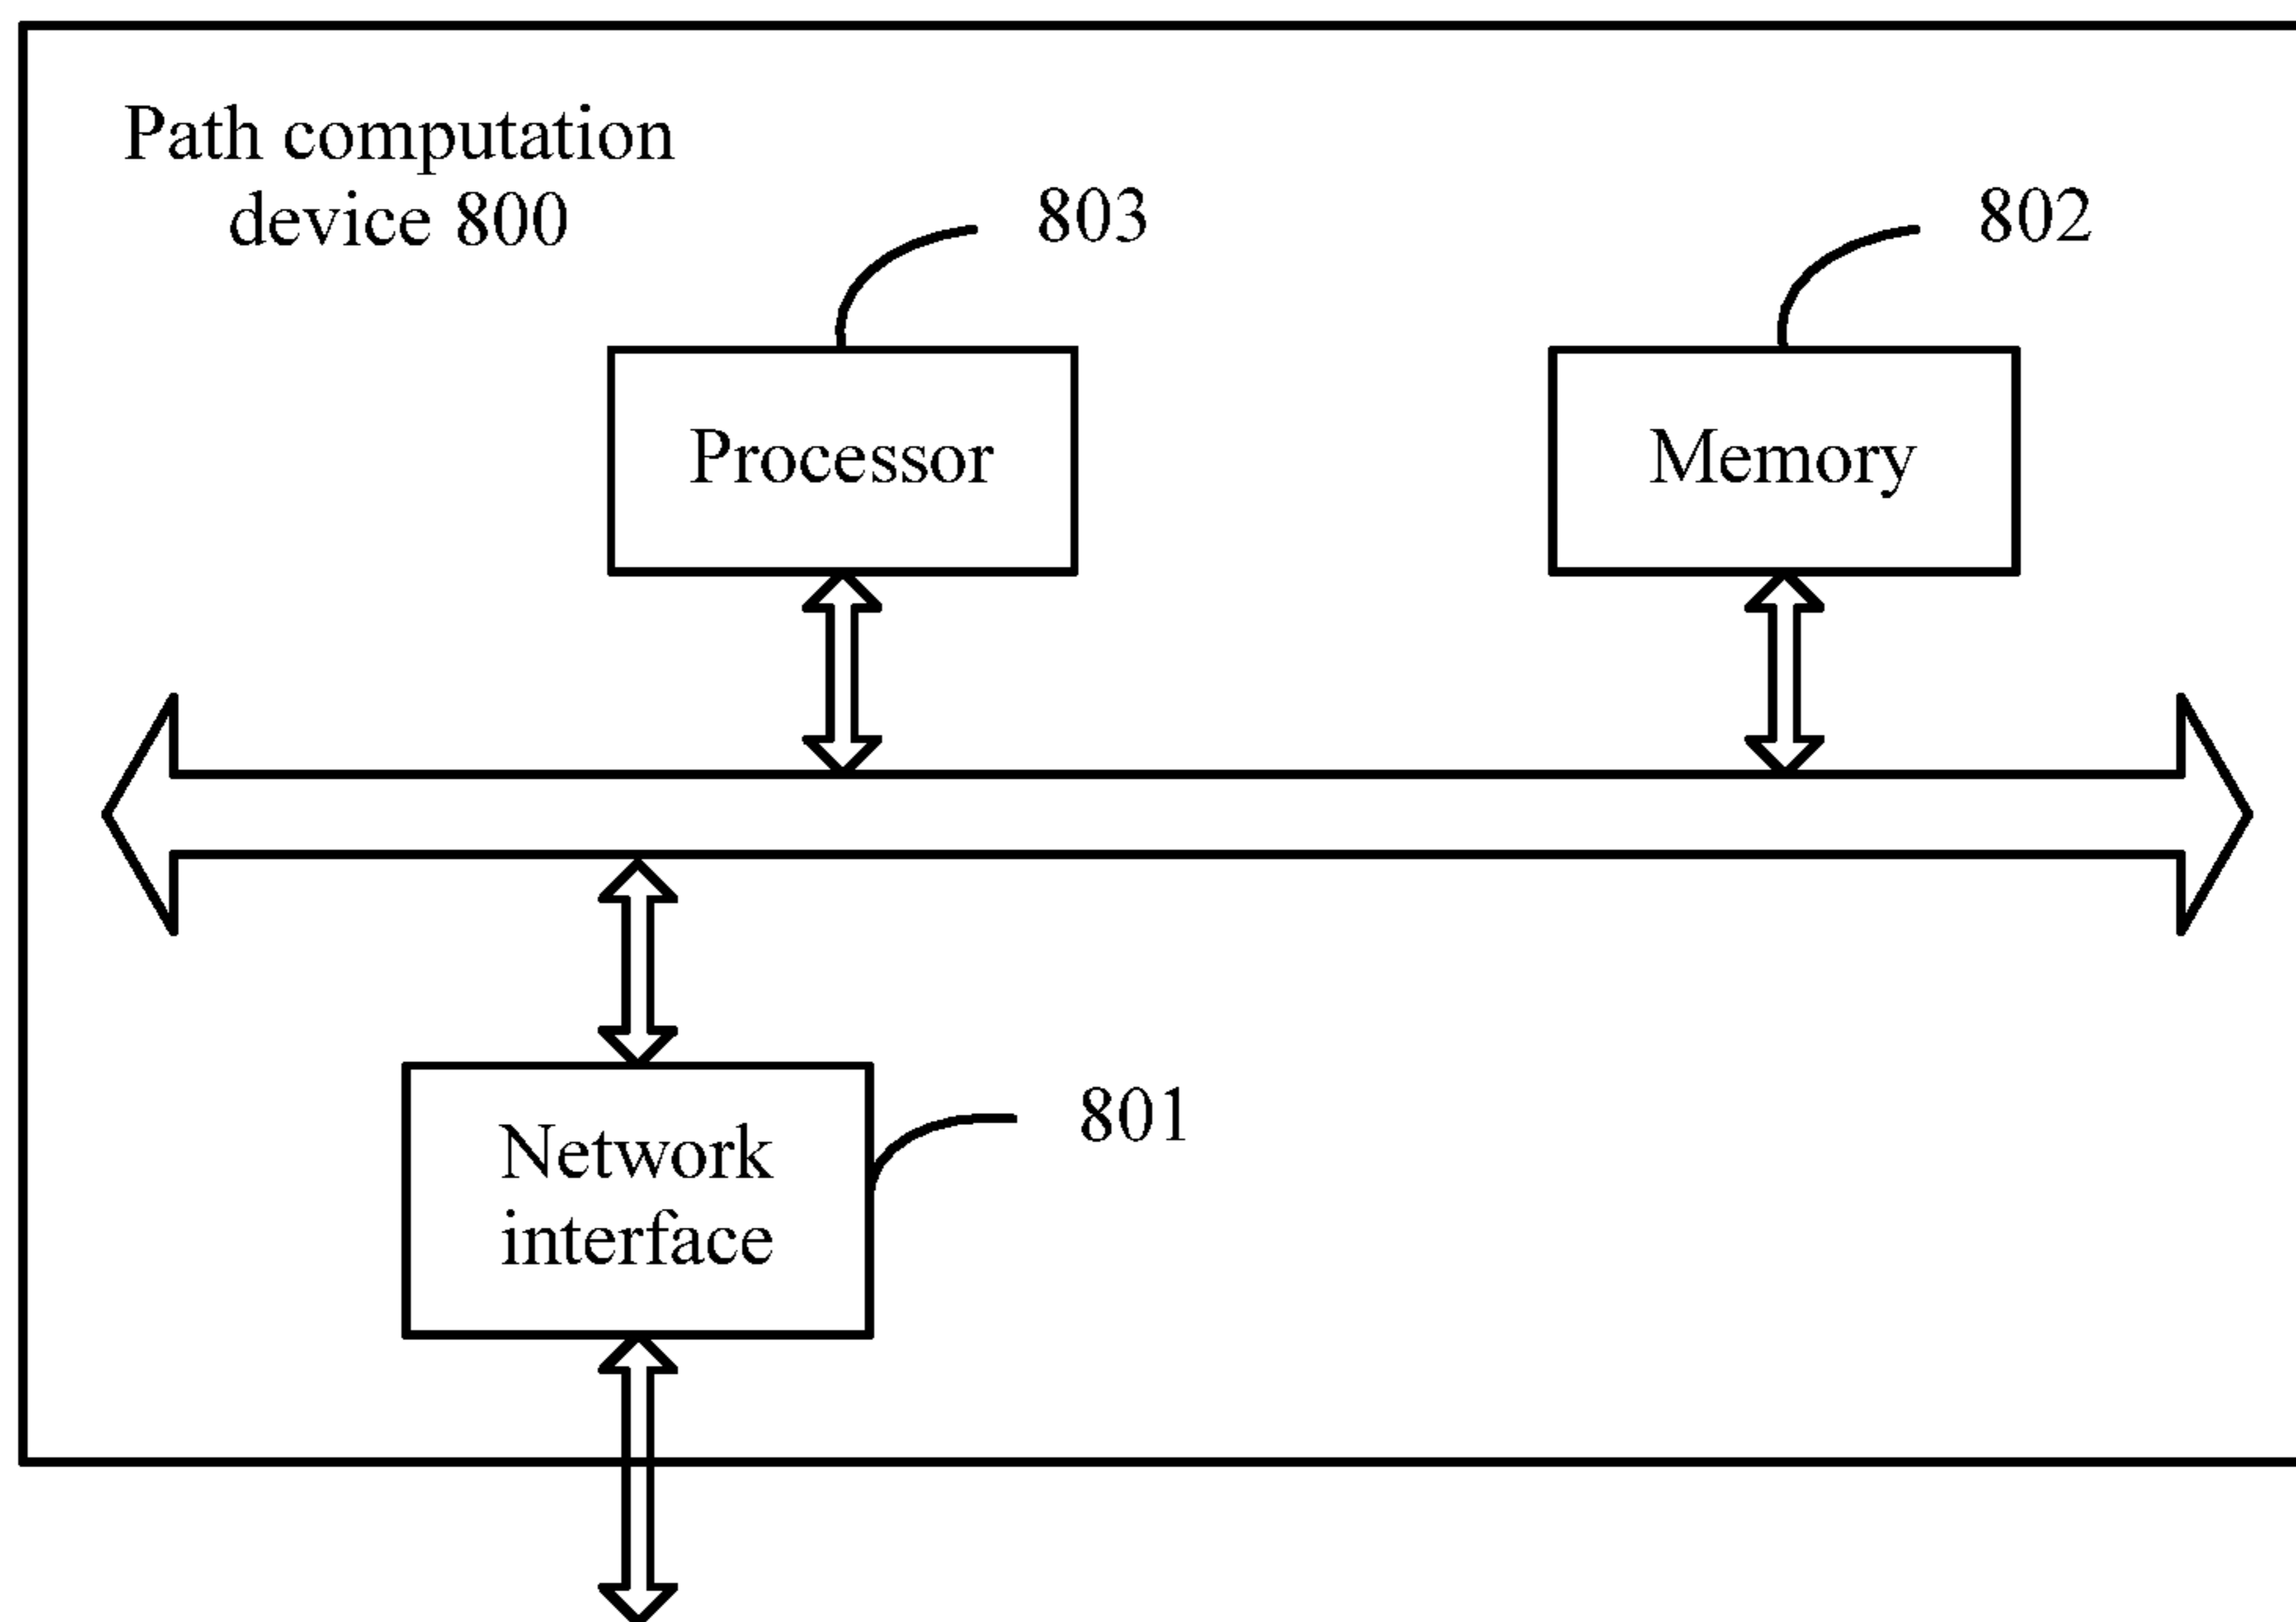 Path computation
device 800
803
802
Processor
Memory
801
Network
interface